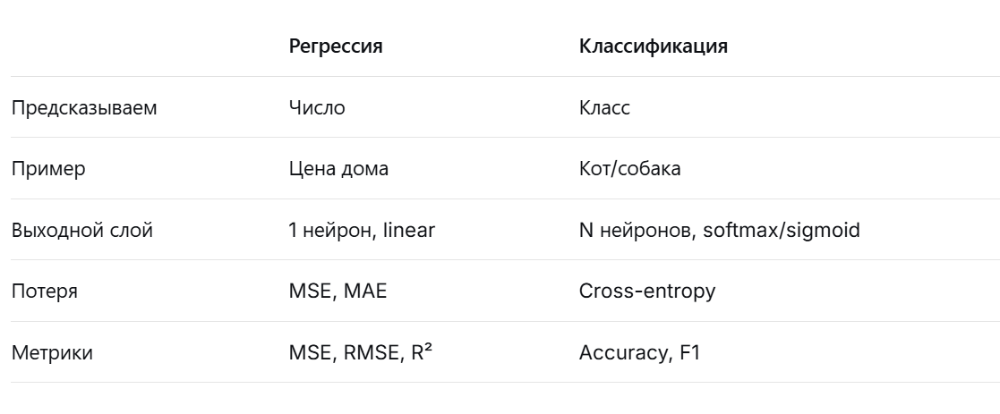 Регрессия Классификация
Предсказываем Число Класс
Пример Цена дома Кот/собака
Выходной слой 1 нейрон, linear N нейронов, softmax/sigmoid
Потеря MSE, MAE Cross-entropy
Метрики MSE, RMSE, R² Accuracy, F1